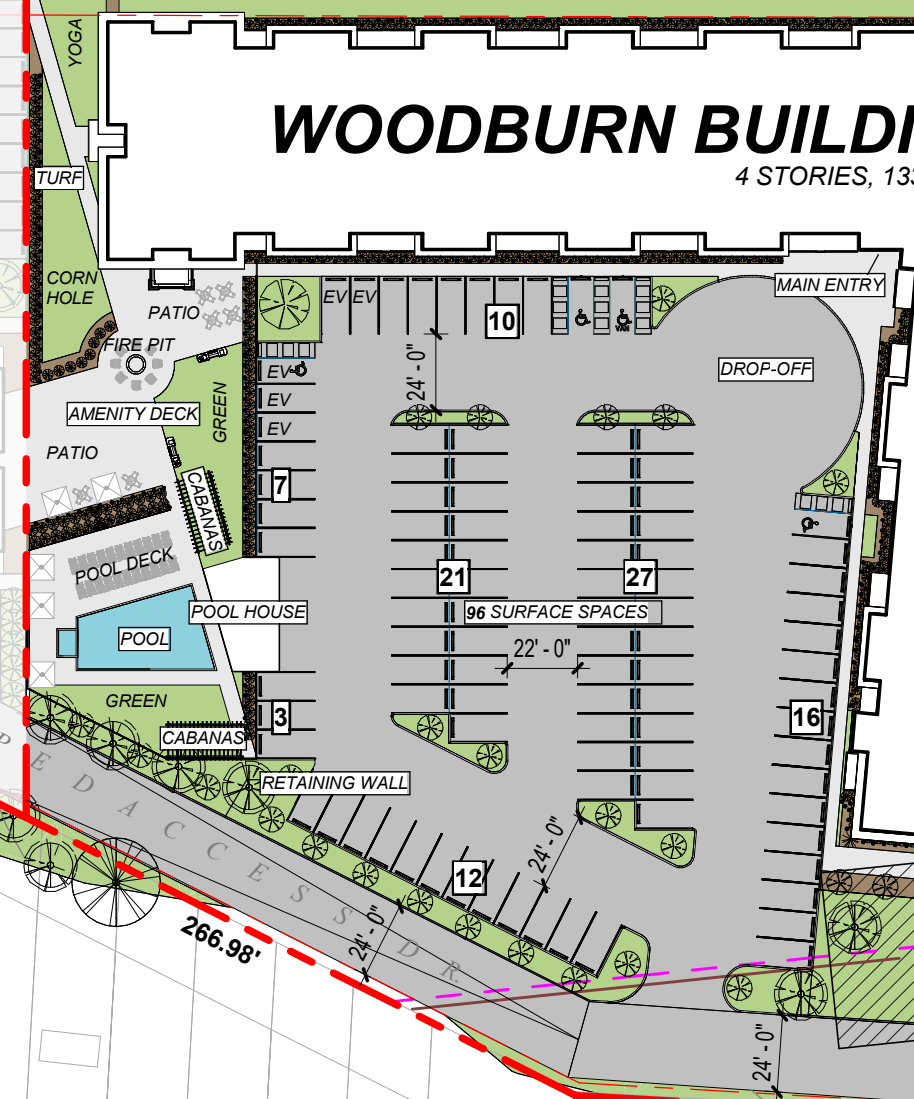 YOGA
WOODBURN BUILDI
4 STORIES, 133
TURF
CORN
HOLE
PATIO
FIRE PIT
AMENITY DECK
PATIO
GREEN
EV EV
10
VAN
MAIN ENTRY
DROP-OFF
24' - 0"
EV
EV
EV
7
CABANAS
POOL DECK
POOL HOUSE
POOL
21
27
96 SURFACE SPACES
22' - 0"
GREEN
CABANAS
3
16
RETAINING WALL
12
24' - 0"
24' - 0"
24' - 0"
E D A C C E S S D R.
266.98'